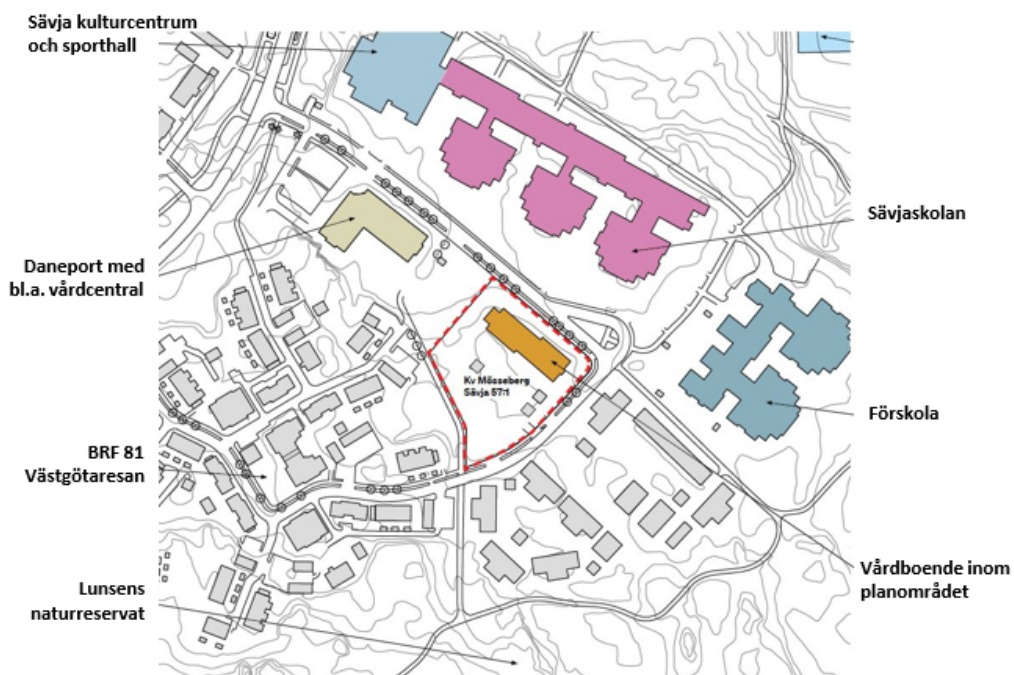 Sävja kulturcentrum
och sporthall
Sävjaskolan
Daneport med
bl.a. vårdcentral
Kv Mösseberg
Sävja 57:1
Förskola
BRF 81
Västgötaresan
Vårdboende inom
planområdet
Lunsens
naturreservat